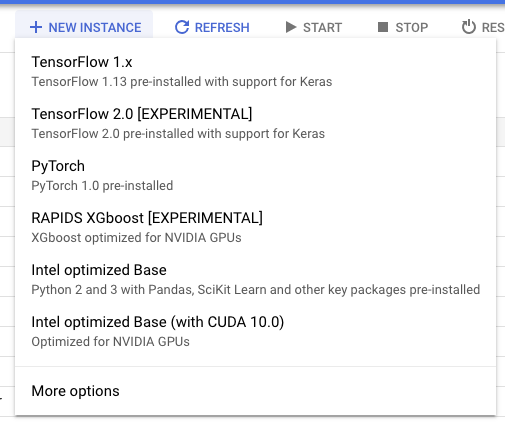 + NEW INSTANCE REFRESH START STOP RES
TensorFlow 1.x
TensorFlow 1.13 pre-installed with support for Keras
TensorFlow 2.0 [EXPERIMENTAL]
TensorFlow 2.0 pre-installed with support for Keras
PyTorch
PyTorch 1.0 pre-installed
RAPIDS XGboost [EXPERIMENTAL]
XGboost optimized for NVIDIA GPUs
Intel optimized Base
Python 2 and 3 with Pandas, SciKit Learn and other key packages pre-installed
Intel optimized Base (with CUDA 10.0)
Optimized for NVIDIA GPUs
More options